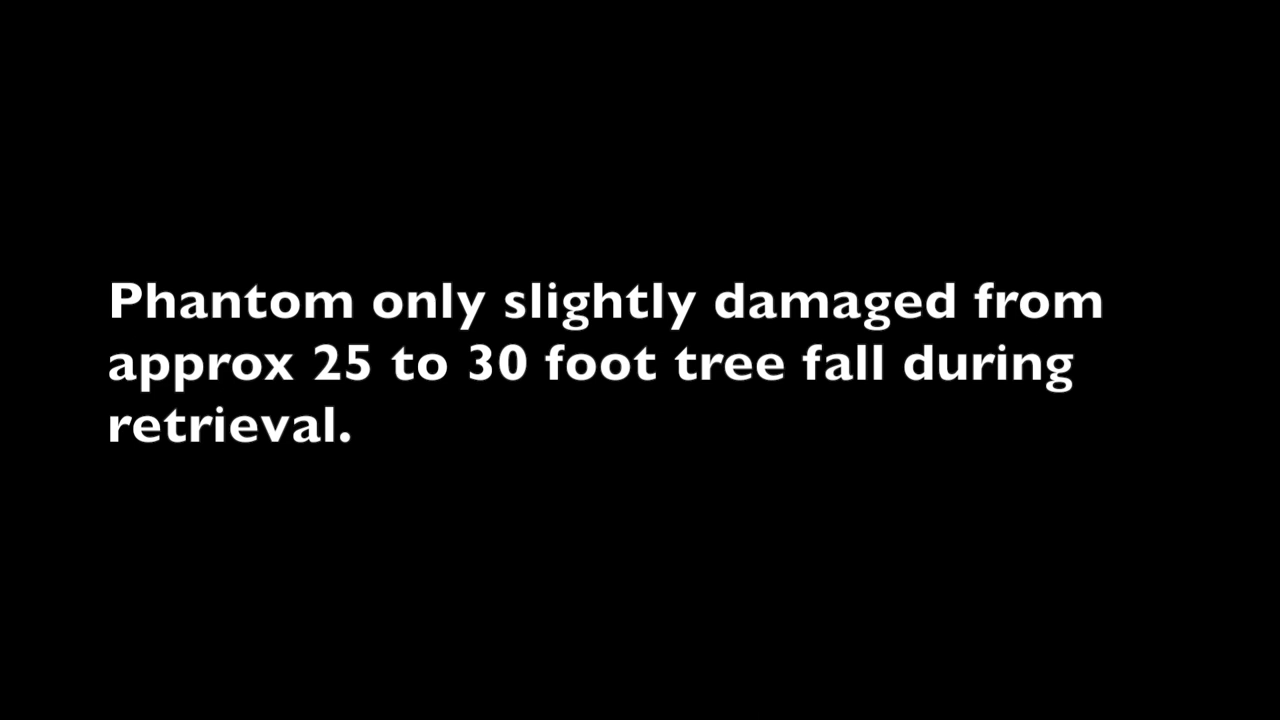 Phantom only slightly damaged from
approx 25 to 30 foot tree fall during
retrieval.